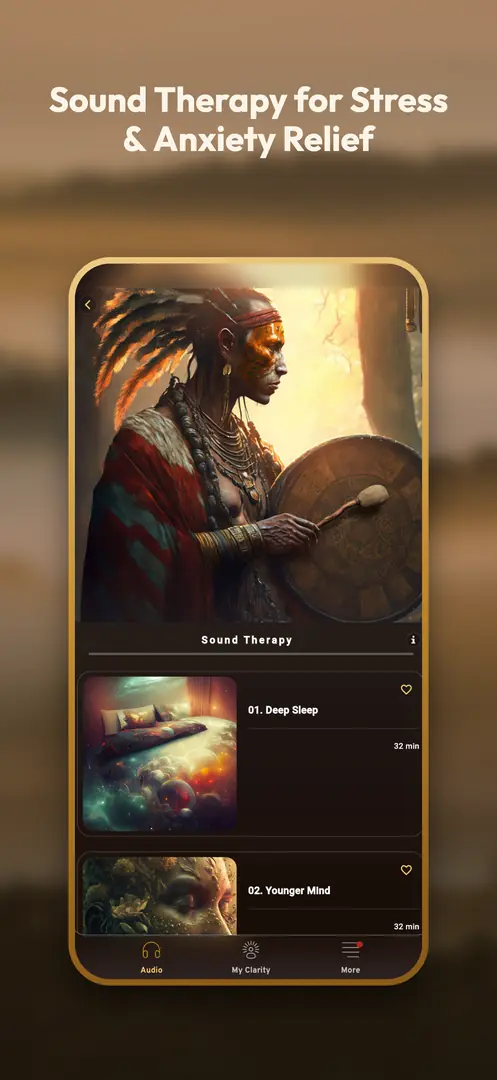 Sound Therapy for Stress
& Anxiety Relief
Sound Therapy
i
01. Deep Sleep
32 min
02. Younger Mind
32 min
Audio
My Clarity
More